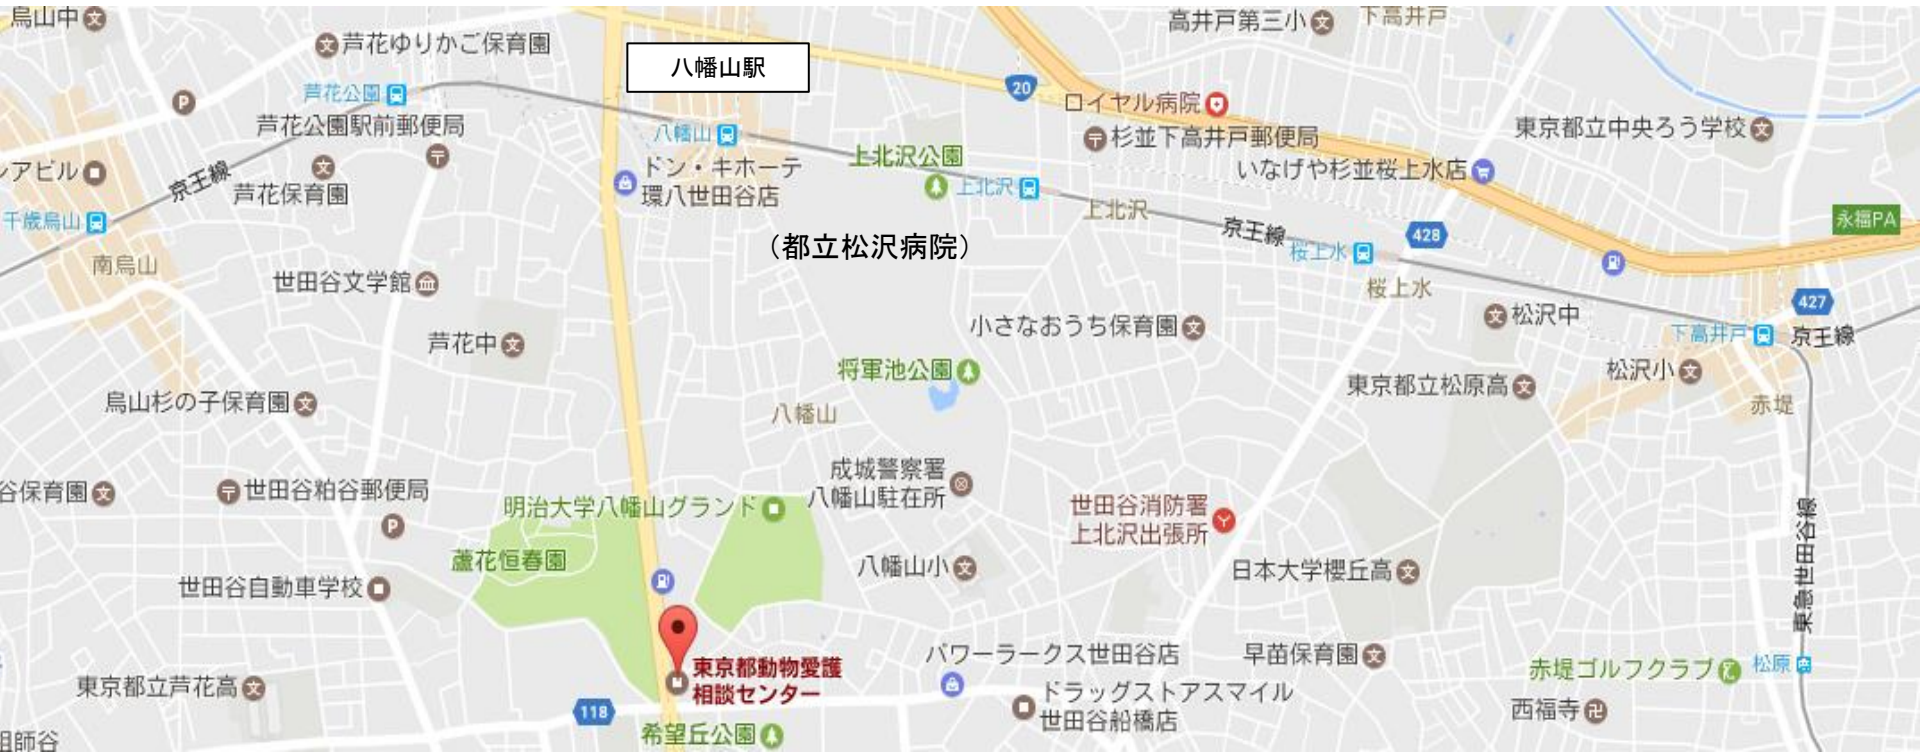 烏山中
芦花ゆりかご保育園
八幡山駅
高井戸第三小
下高井戸
P
芦花公園
20
ロイヤル病院
芦花公園駅前郵便局
八幡山
杉並下高井戸郵便局
東京都立中央ろう学校
アビル
京王線
芦花保育園
ドン・キホーテ
環八世田谷店
上北沢公園
上北沢
いなげや杉並桜上水店
千歳烏山
上北沢
永福PA
南烏山
(都立松沢病院)
京王線
桜上水
428
世田谷文学館
桜上水
427
芦花中
小さなおうち保育園
松沢中
下高井戸
京王線
将軍池公園
松沢小
烏山杉の子保育園
八幡山
東京都立松原高
赤堤
谷保育園
世田谷粕谷郵便局
成城警察署
八幡山駐在所
明治大学八幡山グランド
世田谷消防署
上北沢出張所
P
東急世田谷線
蘆花恒春園
八幡山小
日本大学櫻丘高
世田谷自動車学校
東京都動物愛護
相談センター
パワーラークス世田谷店
早苗保育園
赤堤ゴルフクラブ
松原
東京都立芦花高
ドラッグストアスマイル
世田谷船橋店
118
西福寺
希望丘公園
祖師谷